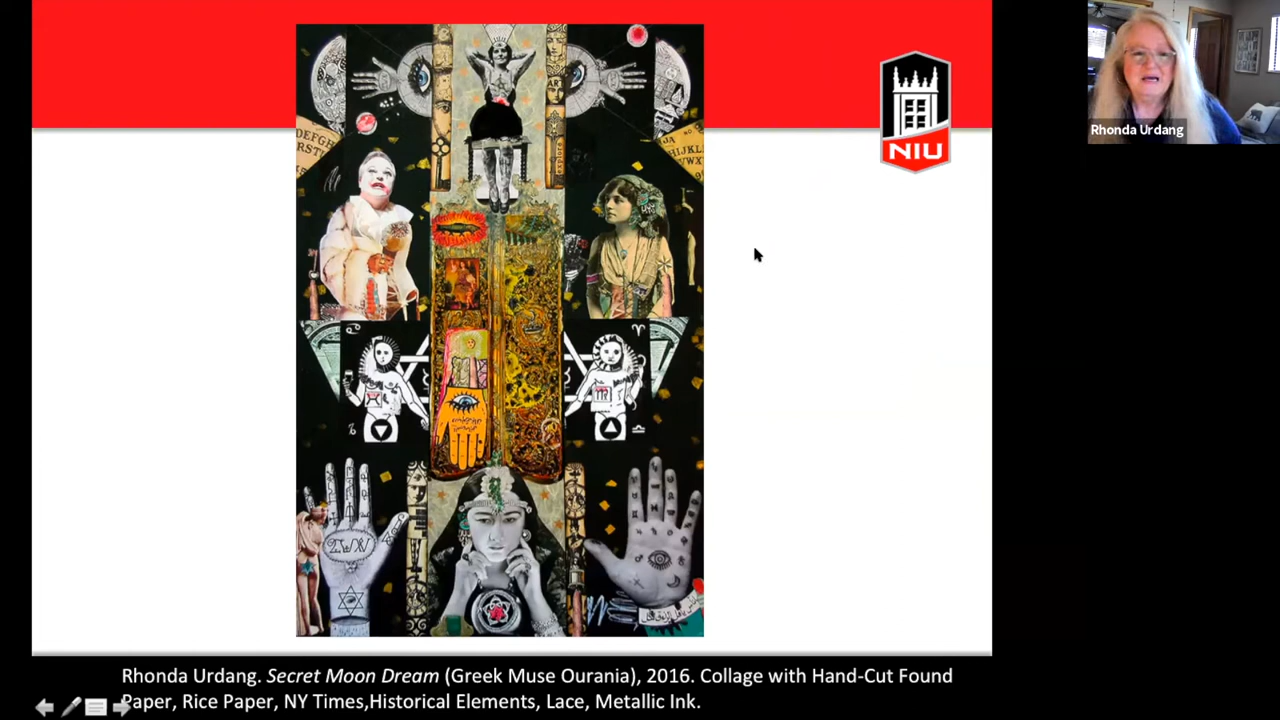 NIU
Rhonda Urdang
DEFGH
Rhonda Urdang. Secret Moon Dream (Greek Muse Ourania), 2016. Collage with Hand-Cut Found
Paper, Rice Paper, NY Times,Historical Elements, Lace, Metallic Ink.